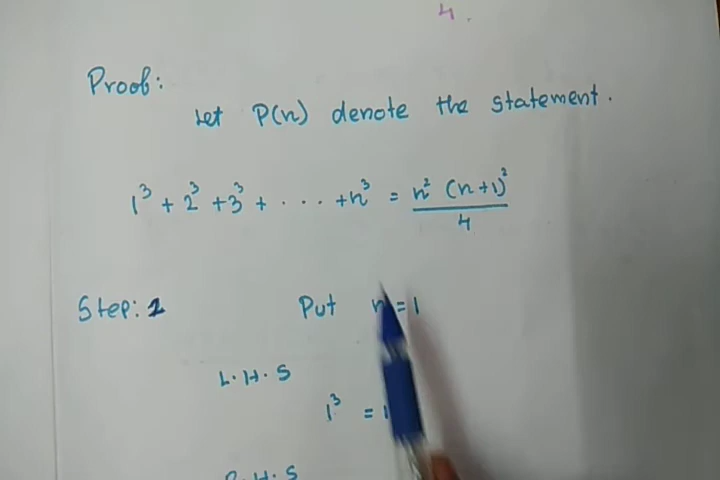 4.
Proof:
Let P(n) denote the statement.
1³ + 2³ + 3³ + . . . . + n³ = n² (n+1)² / 4
Step: 1 Put n = 1
L.H.S
1³ = 1
R.H.S